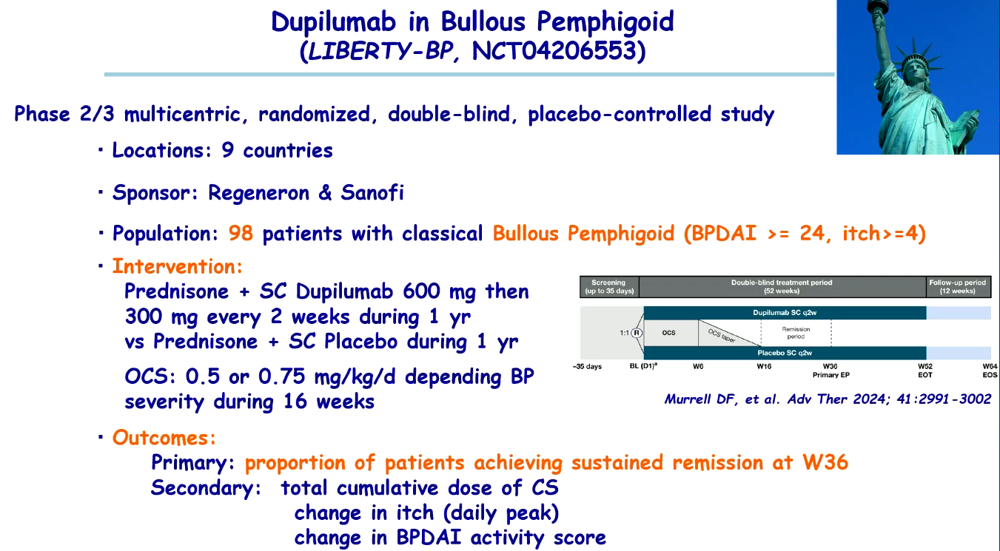 Dupilumab in Bullous Pemphigoid
(LIBERTY-BP, NCT04206553)
Phase 2/3 multicentric, randomized, double-blind, placebo-controlled study
▪ Locations: 9 countries
▪ Sponsor: Regeneron & Sanofi
▪ Population: 98 patients with classical Bullous Pemphigoid (BPDAI >= 24, itch>=4)
▪ Intervention:
Prednisone + SC Dupilumab 600 mg then
300 mg every 2 weeks during 1 yr
vs Prednisone + SC Placebo during 1 yr
OCS: 0.5 or 0.75 mg/kg/d depending BP
severity during 16 weeks
Screening
(up to 35 days)
Double-blind treatment period
(52 weeks)
Follow-up period
(12 weeks)
Dupilumab SC q2w
1:1 R
OCS
OCS taper
Remission
period
Placebo SC q2w
–35 days
BL (D1)ᵃ
W6
W16
W36
Primary EP
W52
EOT
W64
EOS
Murrell DF, et al. Adv Ther 2024; 41:2991-3002
▪ Outcomes:
Primary: proportion of patients achieving sustained remission at W36
Secondary: total cumulative dose of CS
change in itch (daily peak)
change in BPDAI activity score